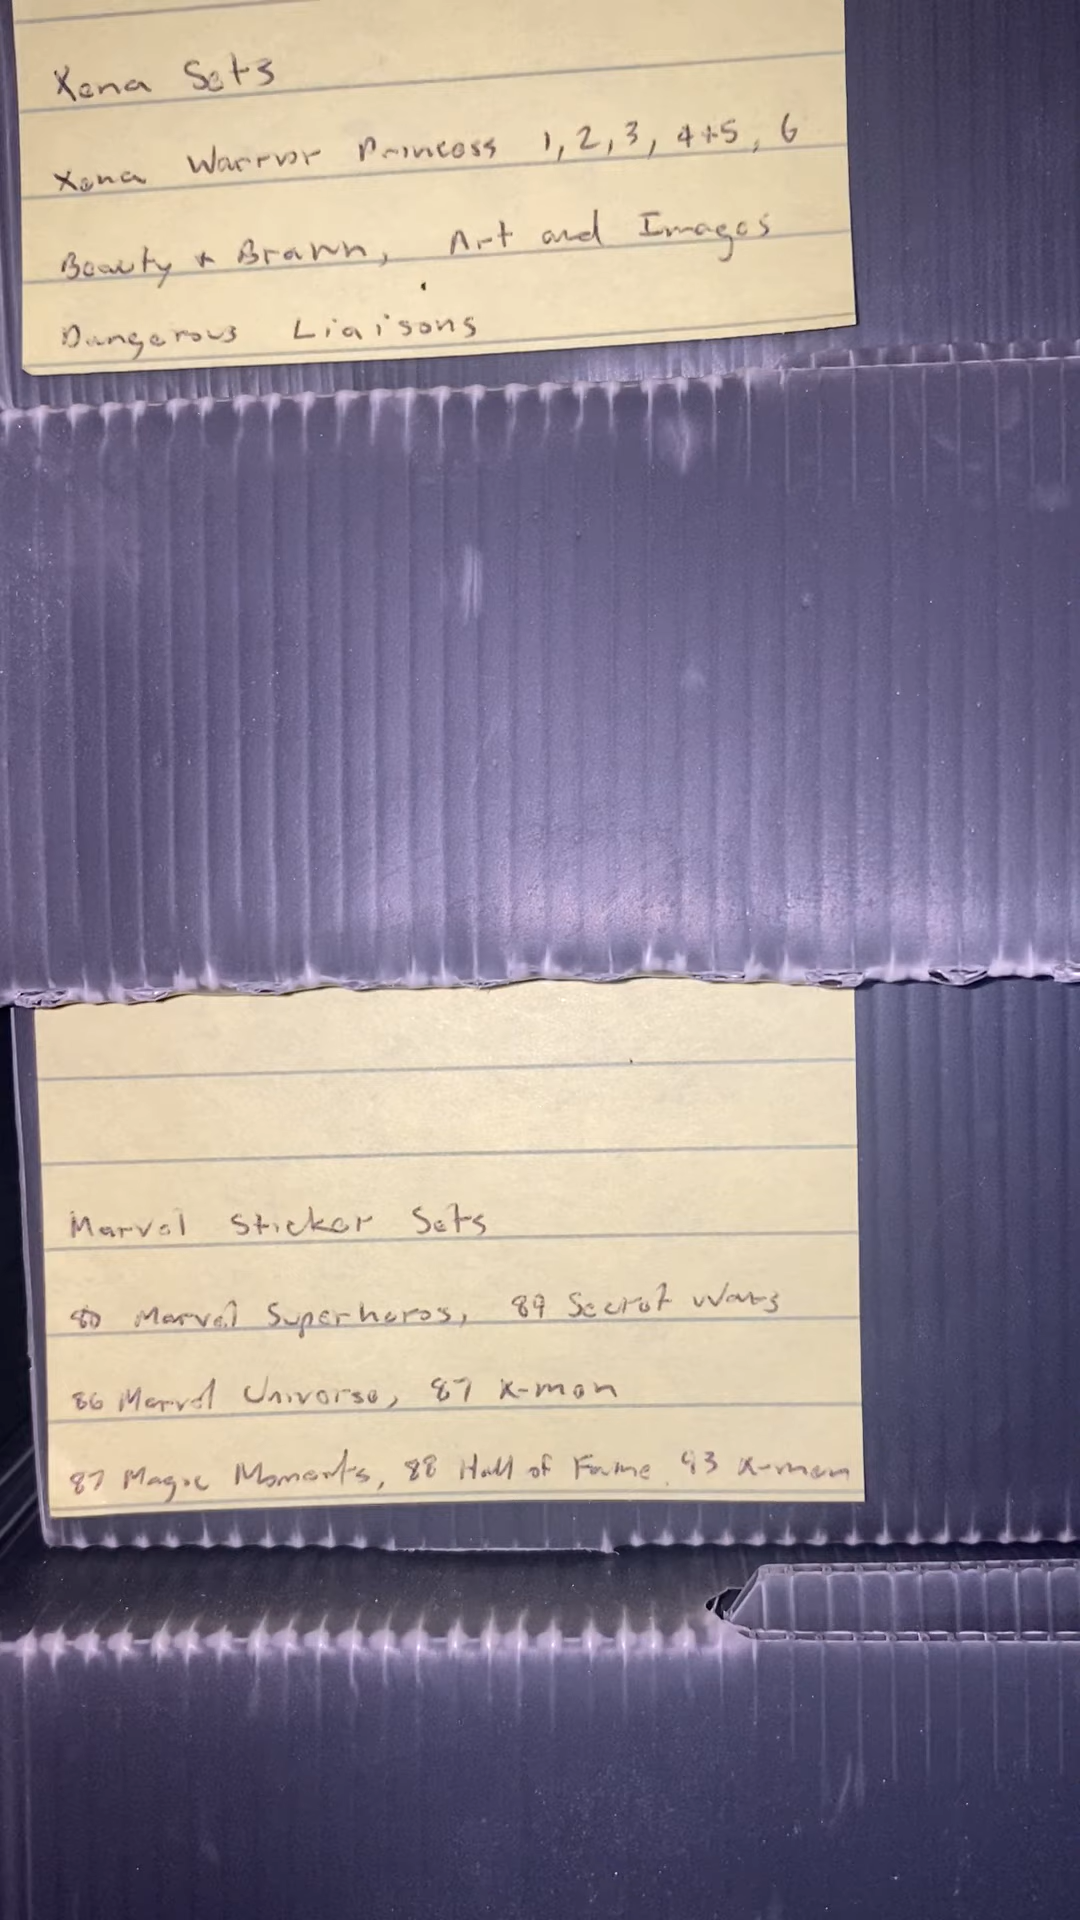 Xena Sets
Xena Warrior Princess 1, 2, 3, 4+5, 6
Beauty + Brawn, Art and Images
Dangerous Liaisons
Marvel Sticker Sets
80 Marvel Superheros, 89 Secret Wars
86 Marvel Universe, 87 X-men
87 Magic Moments, 88 Hall of Fame, 93 X-men